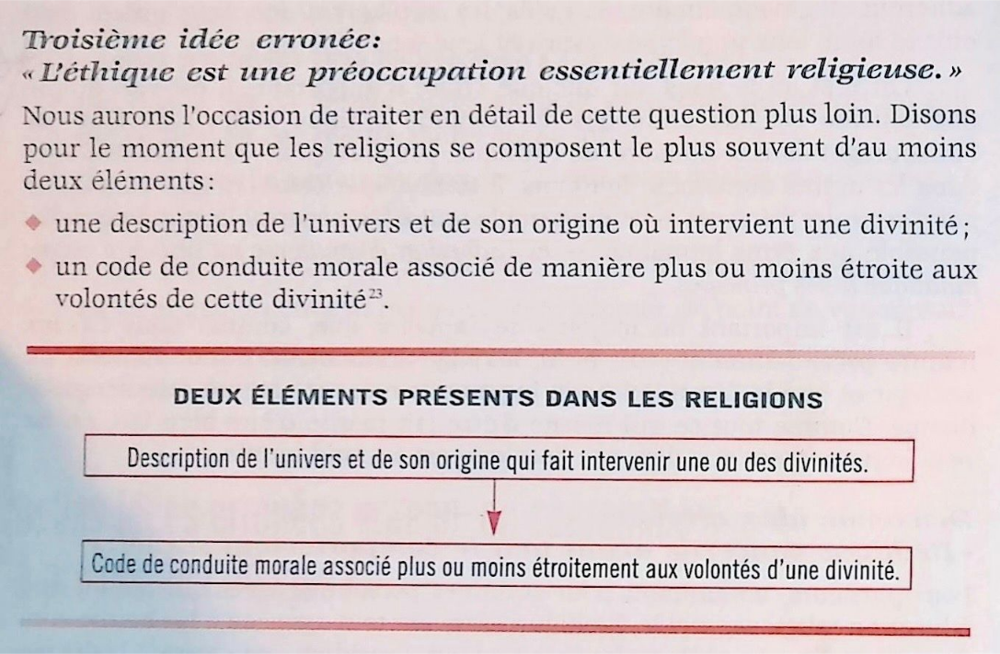 Troisième idée erronée:
« L'éthique est une préoccupation essentiellement religieuse. »
Nous aurons l'occasion de traiter en détail de cette question plus loin. Disons
pour le moment que les religions se composent le plus souvent d'au moins
deux éléments:
◆ une description de l'univers et de son origine où intervient une divinité;
◆ un code de conduite morale associé de manière plus ou moins étroite aux
volontés de cette divinité²³.
DEUX ÉLÉMENTS PRÉSENTS DANS LES RELIGIONS
Description de l'univers et de son origine qui fait intervenir une ou des divinités.
Code de conduite morale associé plus ou moins étroitement aux volontés d'une divinité.